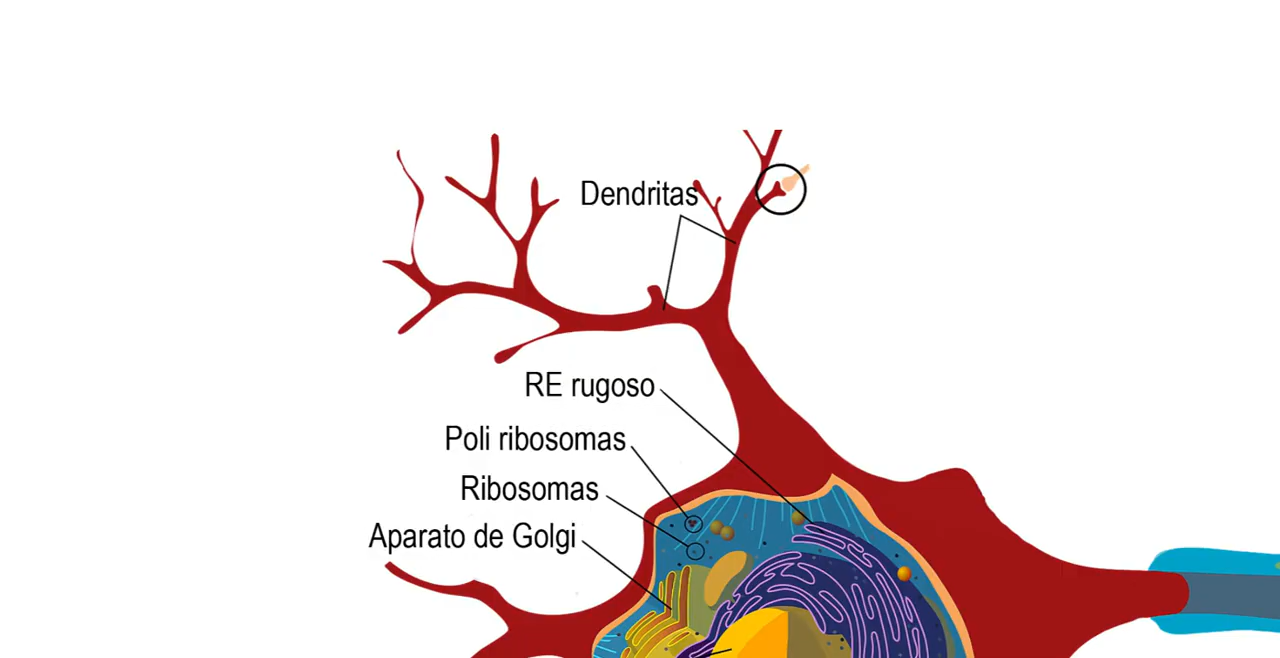 Dendritas
RE rugoso
Poli ribosomas
Ribosomas
Aparato de Golgi